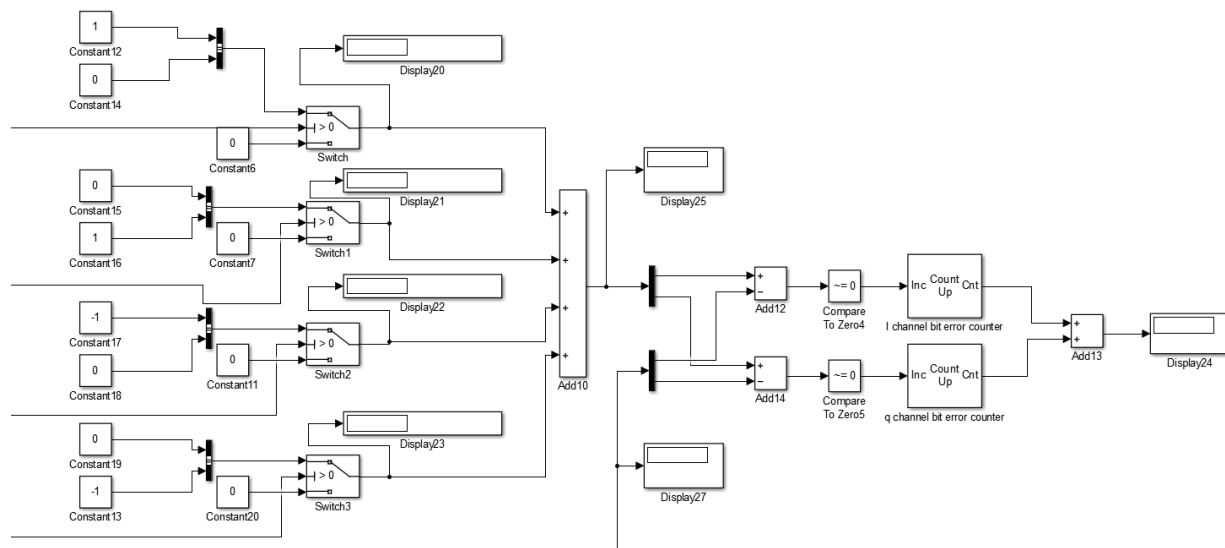 1
Constant12
0
Constant14
Display20
> 0
Switch
0
Constant6
0
Constant15
1
Constant16
Display21
> 0
Switch1
0
Constant7
-1
Constant17
0
Constant18
Display22
> 0
Switch2
0
Constant11
0
Constant19
-1
Constant13
Display23
> 0
Switch3
0
Constant20
+
+
+
+
Add10
Display25
+
−
Add12
~= 0
Compare
To Zero4
Inc
Count
Up
Cnt
I channel bit error counter
+
−
Add14
~= 0
Compare
To Zero5
Inc
Count
Up
Cnt
q channel bit error counter
+
+
Add13
Display24
Display27